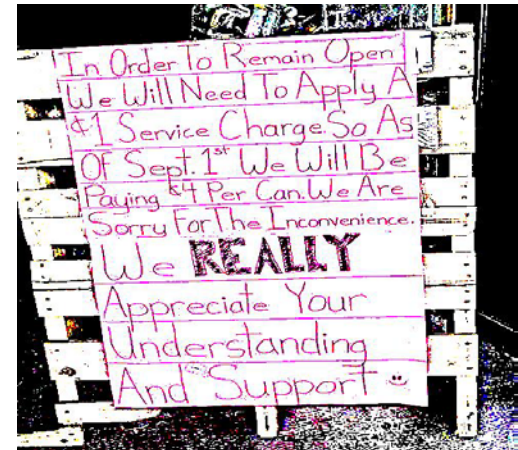 In Order To Remain Open
We Will Need To Apply A
¢1 Service Charge. So As
Of Sept. 1st We Will Be
Paying ¢4 Per Can. We Are
Sorry For The Inconvenience.
We REALLY
Appreciate Your
Understanding
And Support